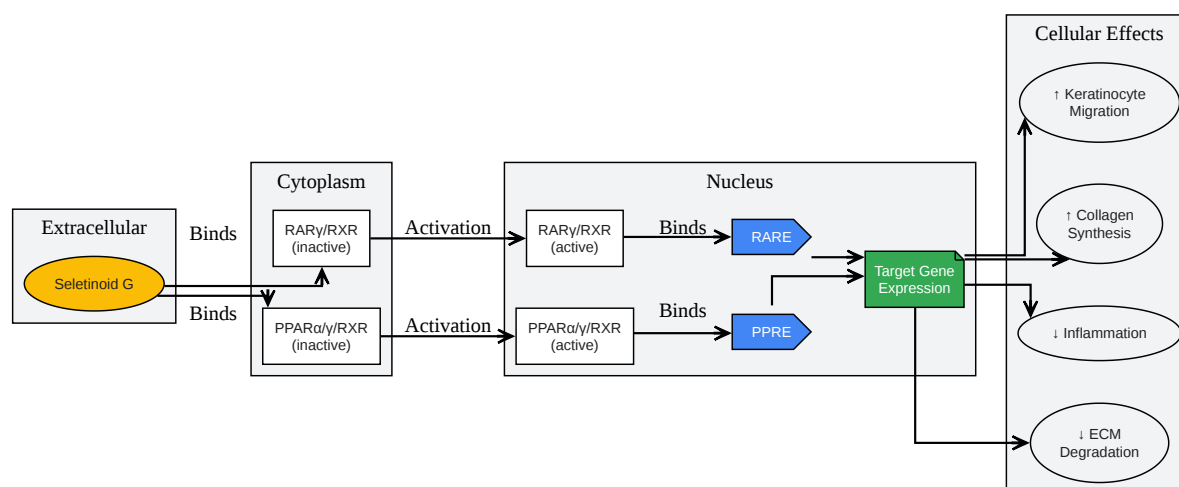 Cellular Effects
↑ Keratinocyte
Migration
Cytoplasm
Nucleus
Extracellular
Binds
RARγ/RXR
(inactive)
Activation
RARγ/RXR
(active)
Binds
RARE
↑ Collagen
Synthesis
Seletinoid G
Target Gene
Expression
Binds
PPARα/γ/RXR
(inactive)
Activation
PPARα/γ/RXR
(active)
Binds
PPRE
↓ Inflammation
↓ ECM
Degradation